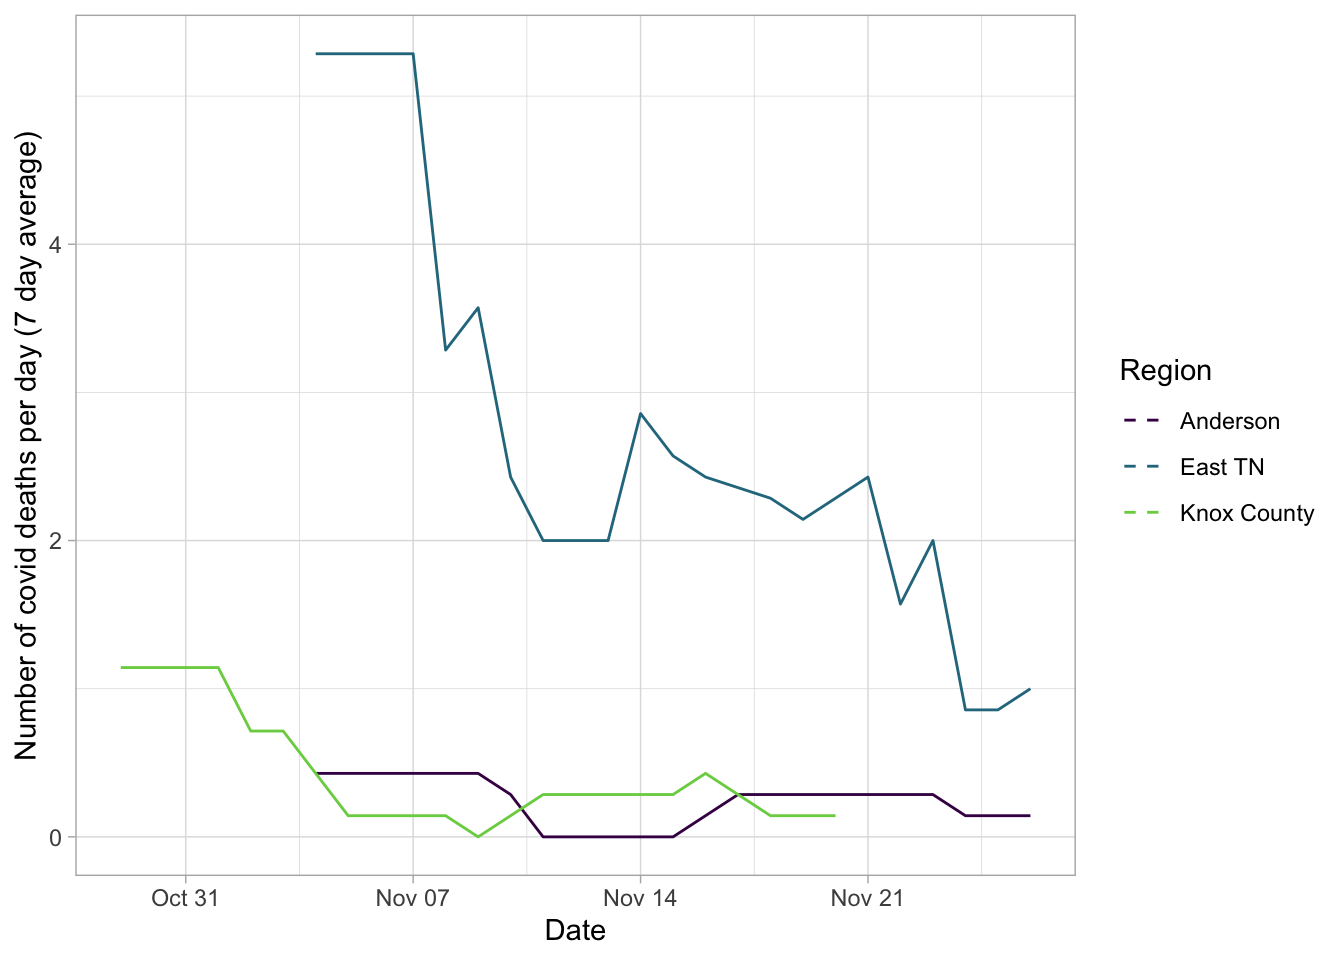 Number of covid deaths per day (7 day average)
4
2
0
Oct 31
Nov 07
Nov 14
Nov 21
Date
Region
Anderson
East TN
Knox County